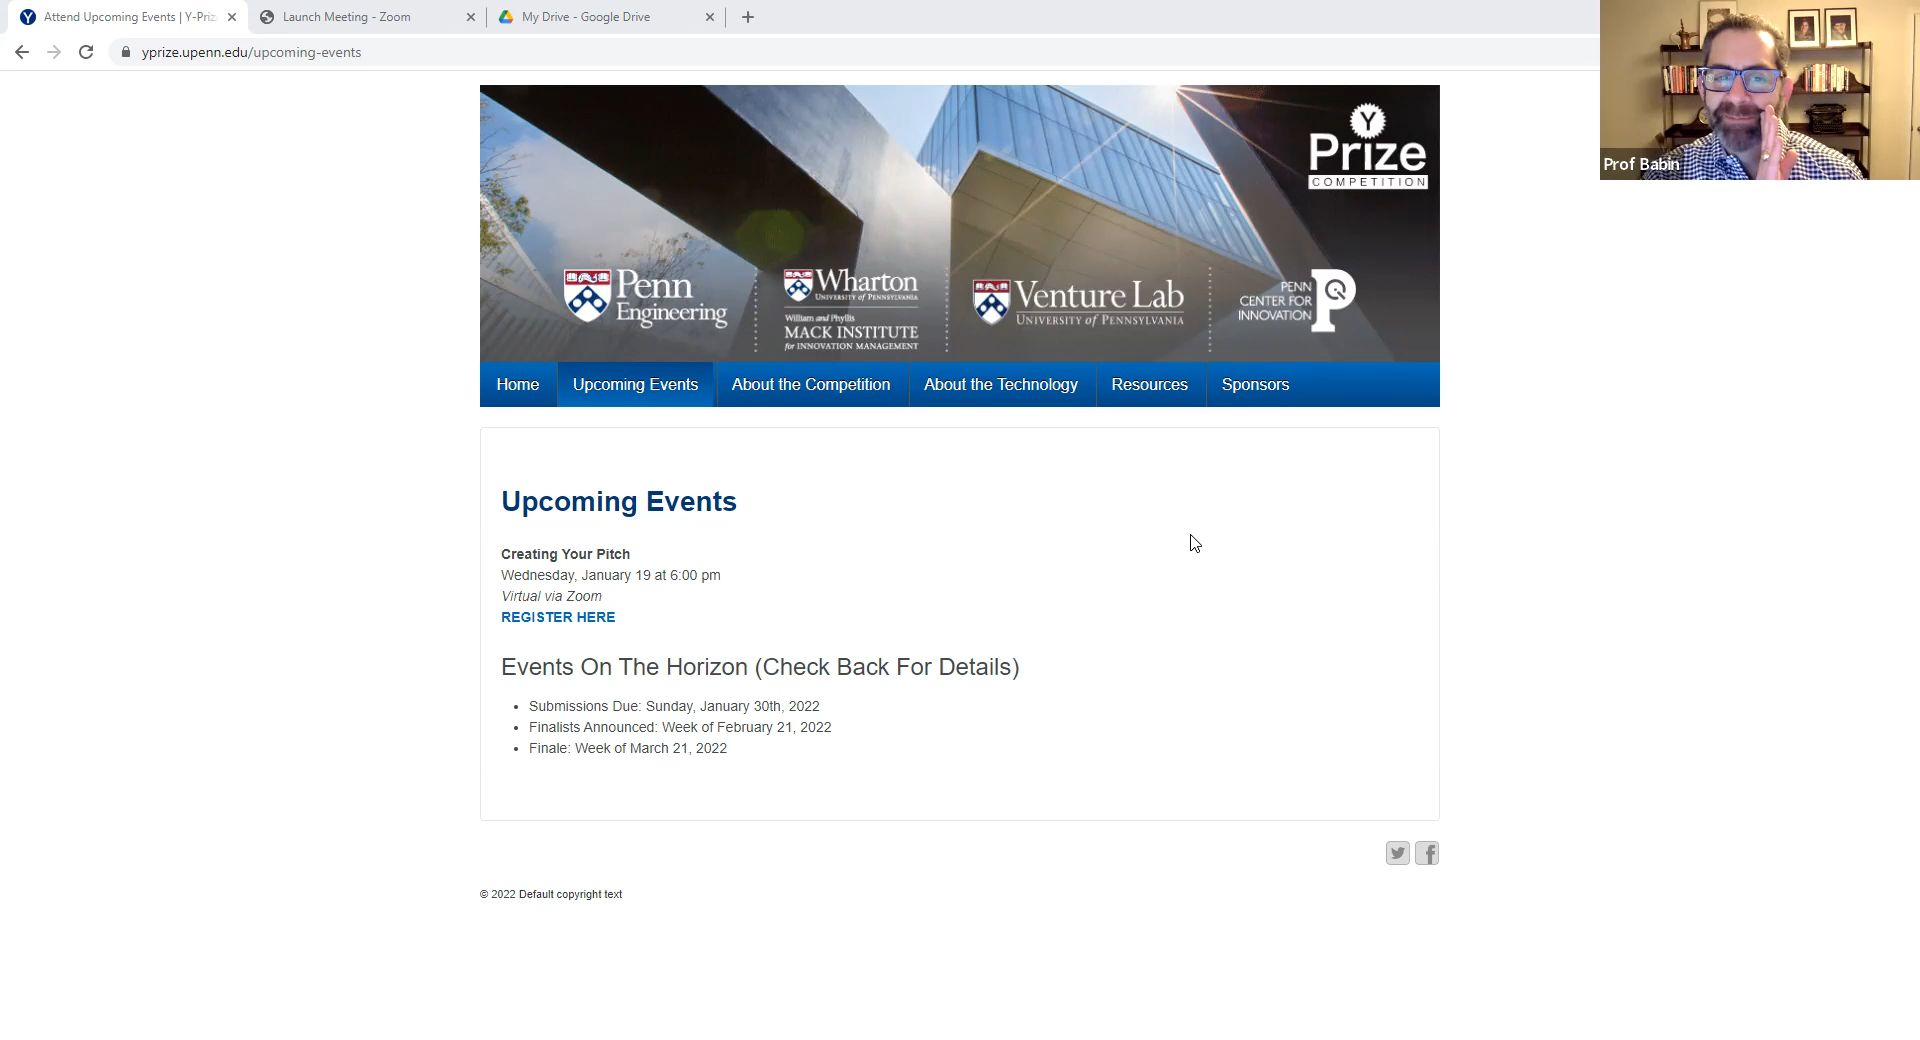 Attend Upcoming Events | Y-Priz
Launch Meeting - Zoom
My Drive - Google Drive
yprize.upenn.edu/upcoming-events
Prof Babin
Y
Prize
COMPETITION
Penn
Engineering
Wharton
UNIVERSITY of PENNSYLVANIA
William and Phyllis
MACK INSTITUTE
for INNOVATION MANAGEMENT
Venture Lab
UNIVERSITY of PENNSYLVANIA
PENN
CENTER FOR
INNOVATION
Home
Upcoming Events
About the Competition
About the Technology
Resources
Sponsors
Upcoming Events
Creating Your Pitch
Wednesday, January 19 at 6:00 pm
Virtual via Zoom
REGISTER HERE
Events On The Horizon (Check Back For Details)
• Submissions Due: Sunday, January 30th, 2022
• Finalists Announced: Week of February 21, 2022
• Finale: Week of March 21, 2022
© 2022 Default copyright text